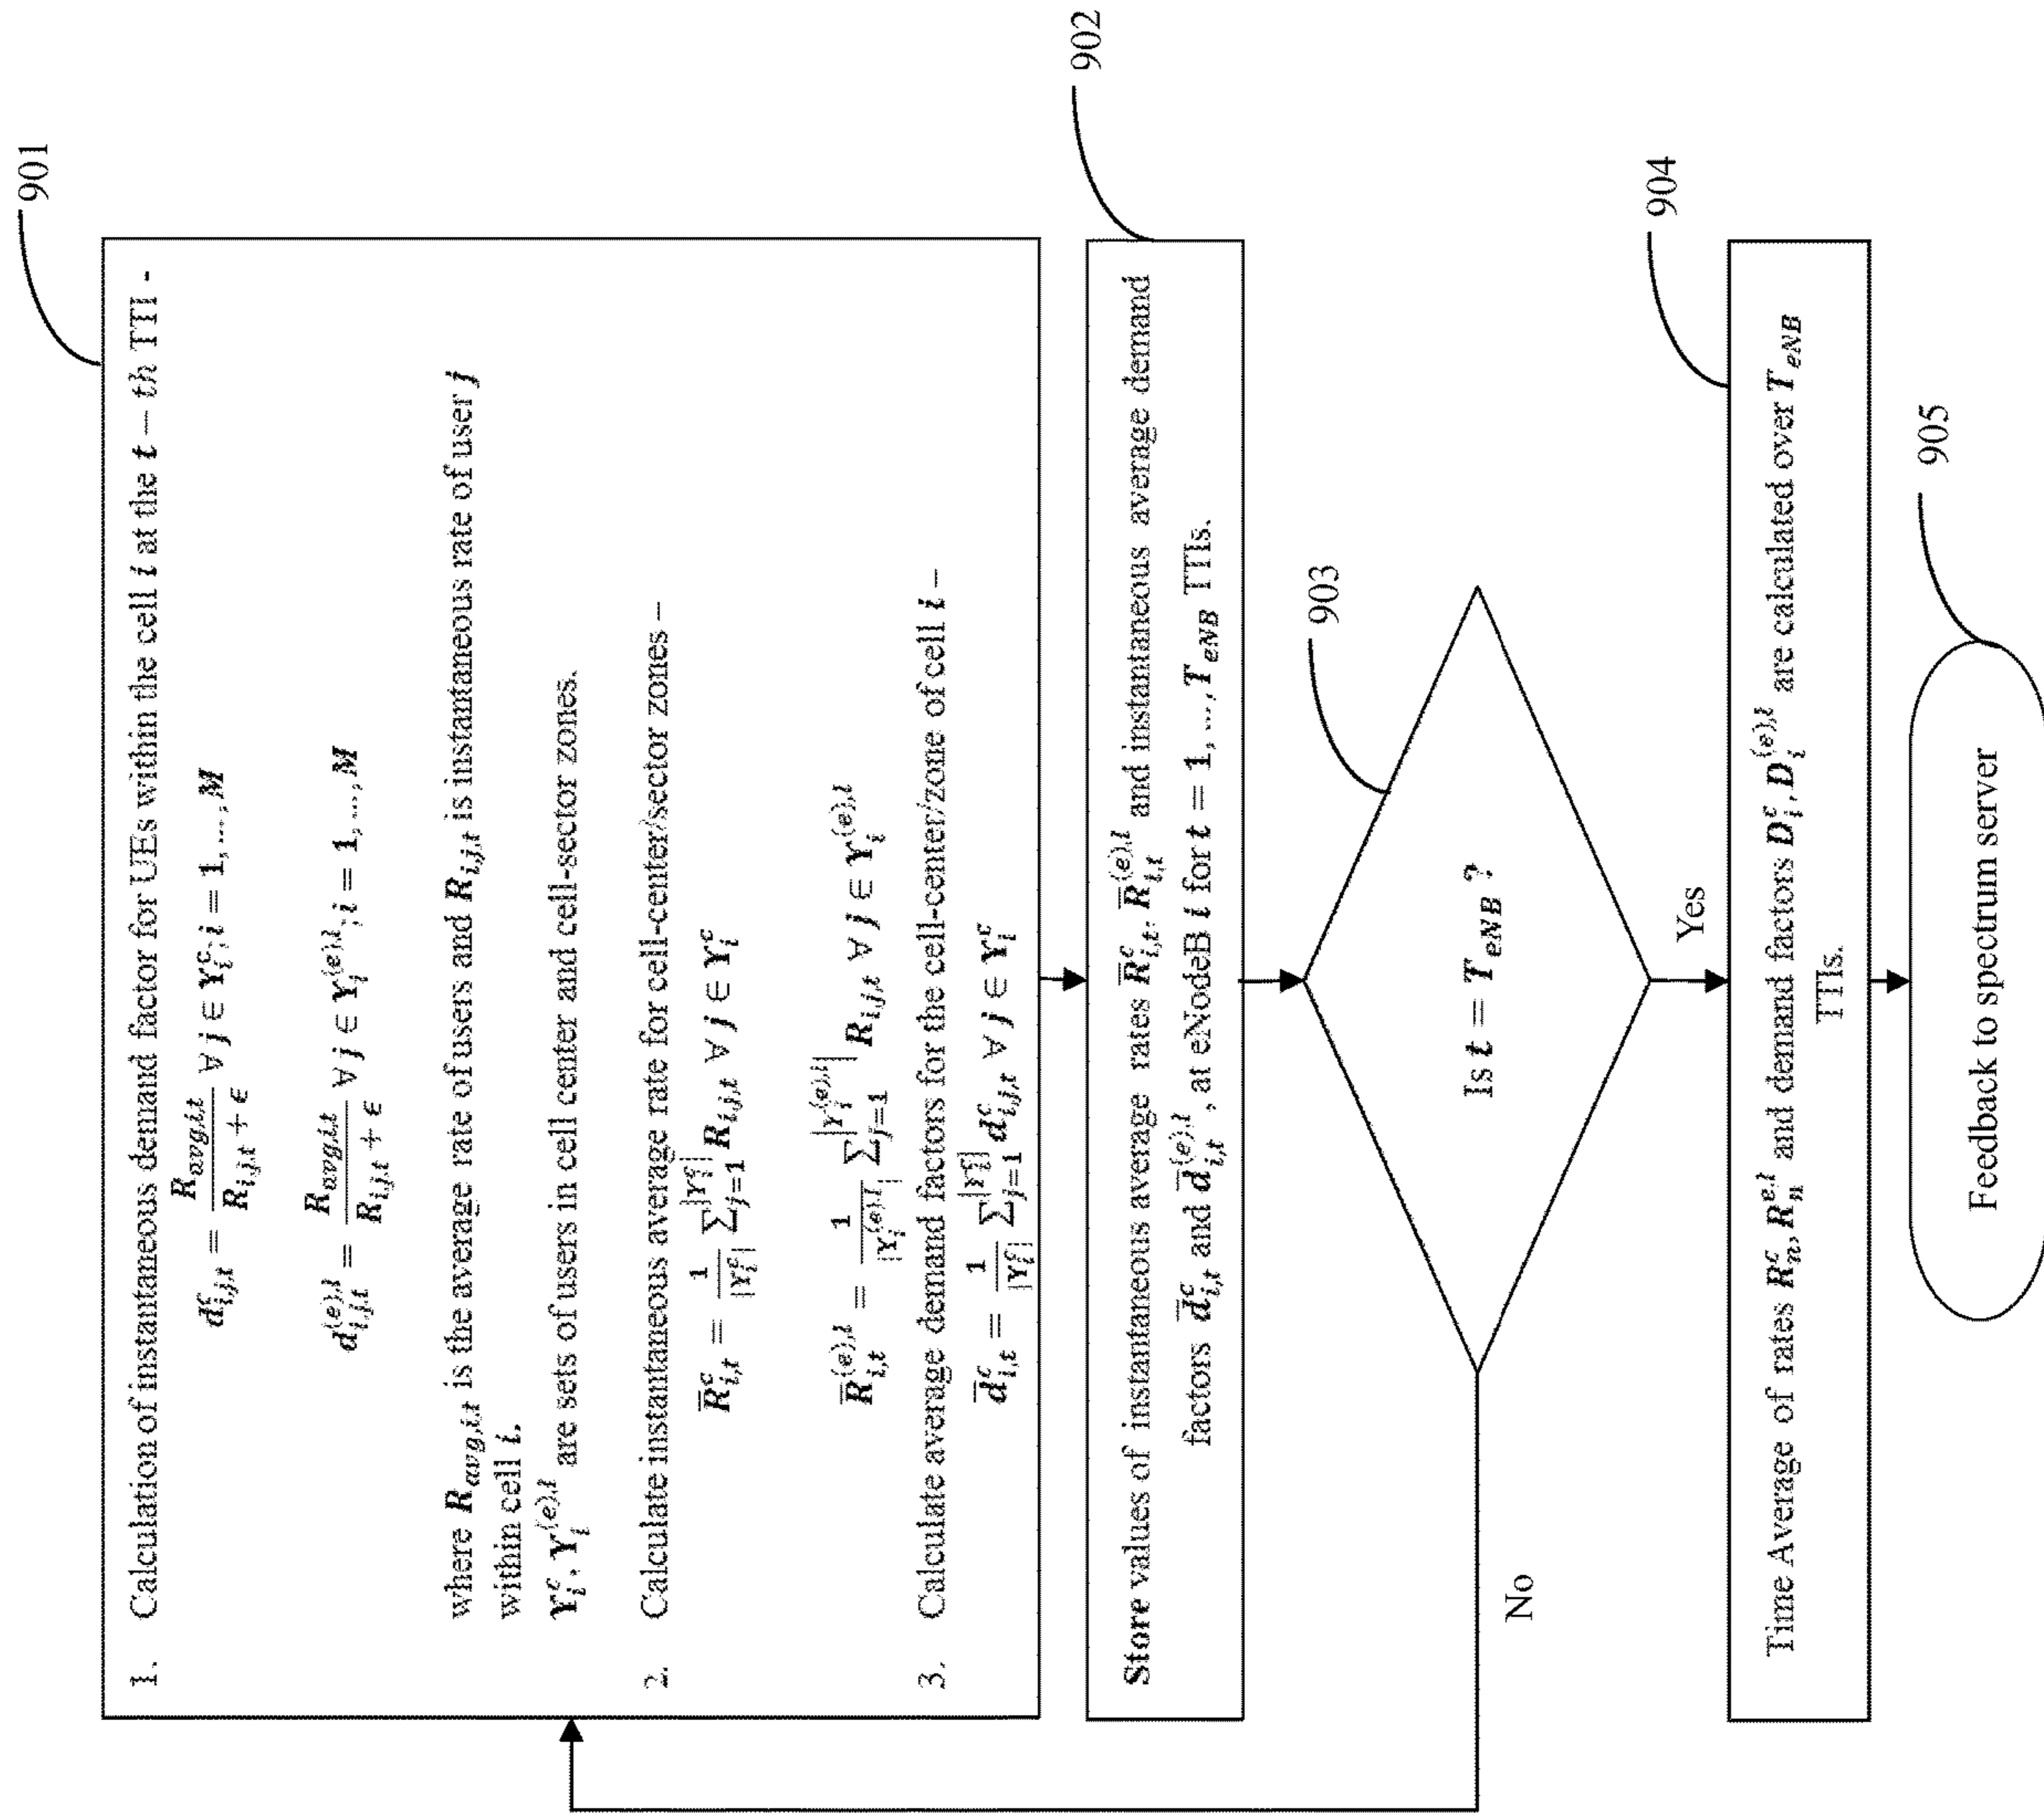 901
1. Calculation of instantaneous demand factor for UEs within the cell i at the t – th TTI -
d^c_{i,j,t} = R_{avg,i,t} / (R_{i,j,t} + ϵ) ∀ j ∈ Υ^c_i; i = 1, ..., M
d^{(e),l}_{i,j,t} = R_{avg,i,t} / (R_{i,j,t} + ϵ) ∀ j ∈ Υ^{(e),l}_i; i = 1, ..., M
where R_{avg,i,t} is the average rate of users and R_{i,j,t} is instantaneous rate of user j
within cell i.
Υ^c_i, Υ^{(e),l}_i are sets of users in cell center and cell-sector zones.
2. Calculate instantaneous average rate for cell-center/sector zones –
R̅^c_{i,t} = 1/|Υ^c_i| Σ^{|Υ^c_i|}_{j=1} R_{i,j,t} ∀ j ∈ Υ^c_i
R̅^{(e),l}_{i,t} = 1/|Υ^{(e),l}_i| Σ^{|Υ^{(e),l}_i|}_{j=1} R_{i,j,t} ∀ j ∈ Υ^{(e),l}_i
3. Calculate average demand factors for the cell-center/zone of cell i –
d̅^c_{i,t} = 1/|Υ^c_i| Σ^{|Υ^c_i|}_{j=1} d^c_{i,j,t} ∀ j ∈ Υ^c_i
902
Store values of instantaneous average rates R̅^c_{i,t}, R̅^{(e),l}_{i,t} and instantaneous average demand
factors d̅^c_{i,t} and d̅^{(e),l}_{i,t}, at eNodeB i for t = 1, ..., T_{eNB} TTIs.
903
Is t = T_{eNB} ?
No
Yes
904
Time Average of rates R^c_n, R^{e,l}_n and demand factors D^c_i, D^{(e),l}_i are calculated over T_{eNB}
TTIs.
905
Feedback to spectrum server